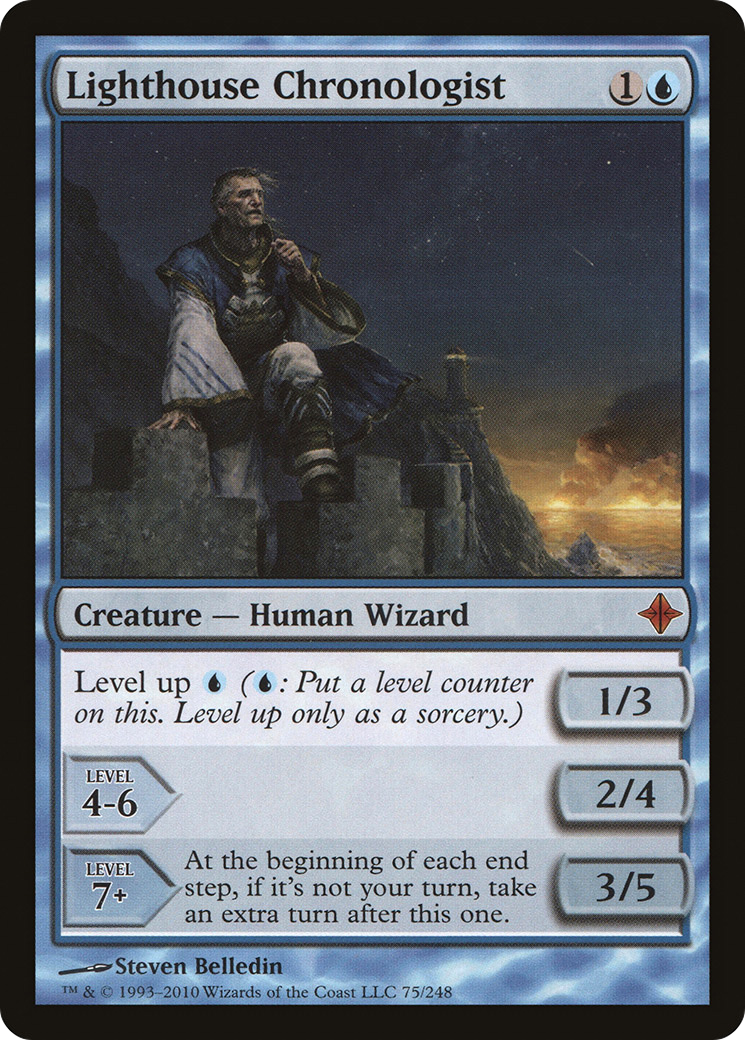 Lighthouse Chronologist 1
Creature — Human Wizard
Level up (: Put a level counter
on this. Level up only as a sorcery.)
1/3
LEVEL
4-6
2/4
LEVEL
7+
At the beginning of each end
step, if it's not your turn, take
an extra turn after this one.
3/5
Steven Belledin
™ & © 1993–2010 Wizards of the Coast LLC 75/248